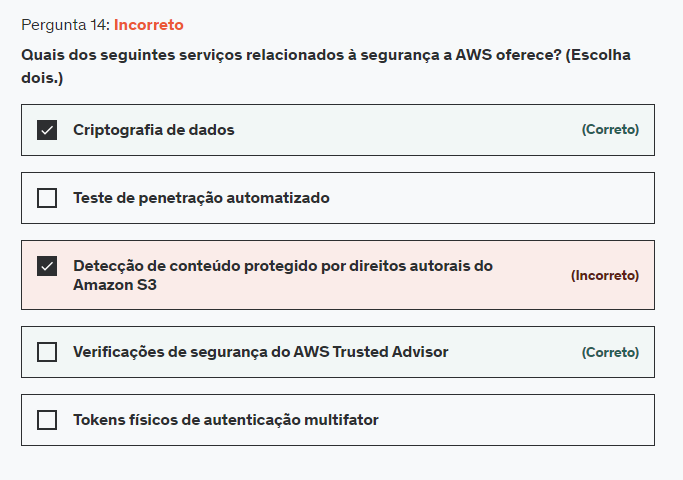 Pergunta 14: Incorreto
Quais dos seguintes serviços relacionados à segurança a AWS oferece? (Escolha
dois.)
Criptografia de dados
(Correto)
Teste de penetração automatizado
Detecção de conteúdo protegido por direitos autorais do
Amazon S3
(Incorreto)
Verificações de segurança do AWS Trusted Advisor
(Correto)
Tokens físicos de autenticação multifator